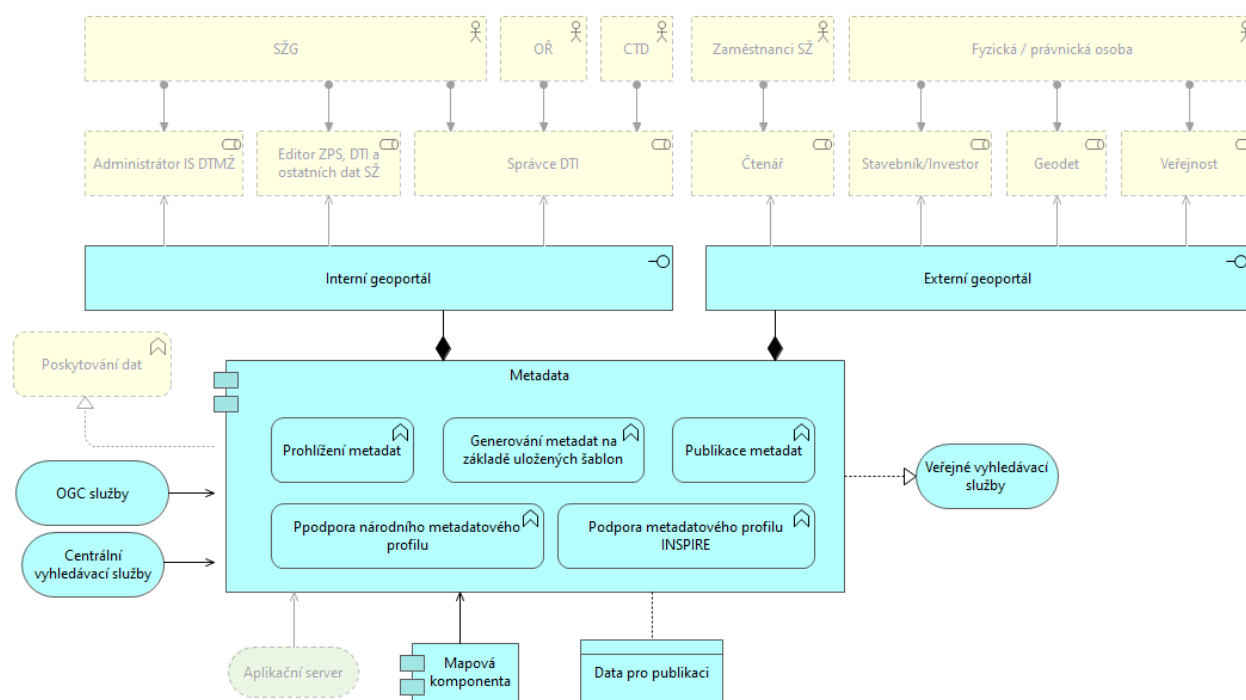 SŽG
OŘ
CTD
Zaměstnanci SŽ
Fyzická / právnická osoba
Administrátor IS DTMŽ
Editor ZPS, DTI a
ostatních dat SŽ
Správce DTI
Čtenář
Stavebník/Investor
Geodet
Veřejnost
Interní geoportál
Externí geoportál
Poskytování dat
Metadata
Prohlížení metadat
Generování metadat na
základě uložených šablon
Publikace metadat
OGC služby
Veřejné vyhledávací
služby
Ppodpora národního metadatového
profilu
Podpora metadatového profilu
INSPIRE
Centrální
vyhledávací služby
Aplikační server
Mapová
komponenta
Data pro publikaci